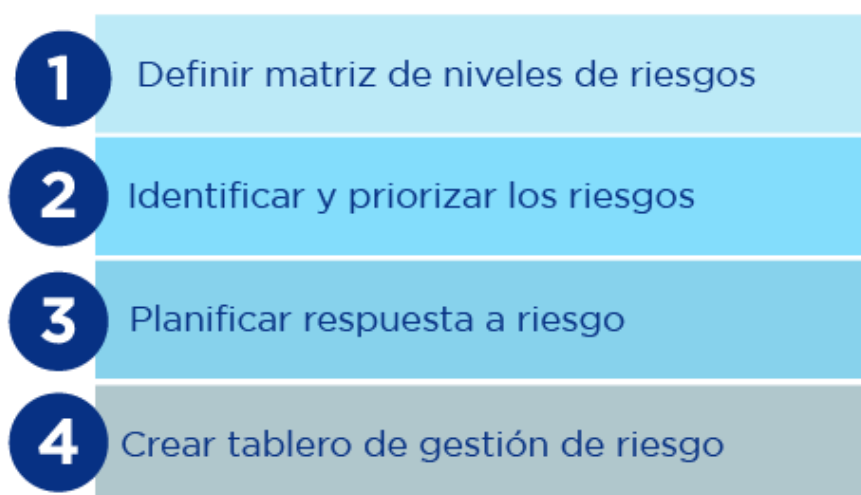 1 Definir matriz de niveles de riesgos
2 Identificar y priorizar los riesgos
3 Planificar respuesta a riesgo
4 Crear tablero de gestión de riesgo